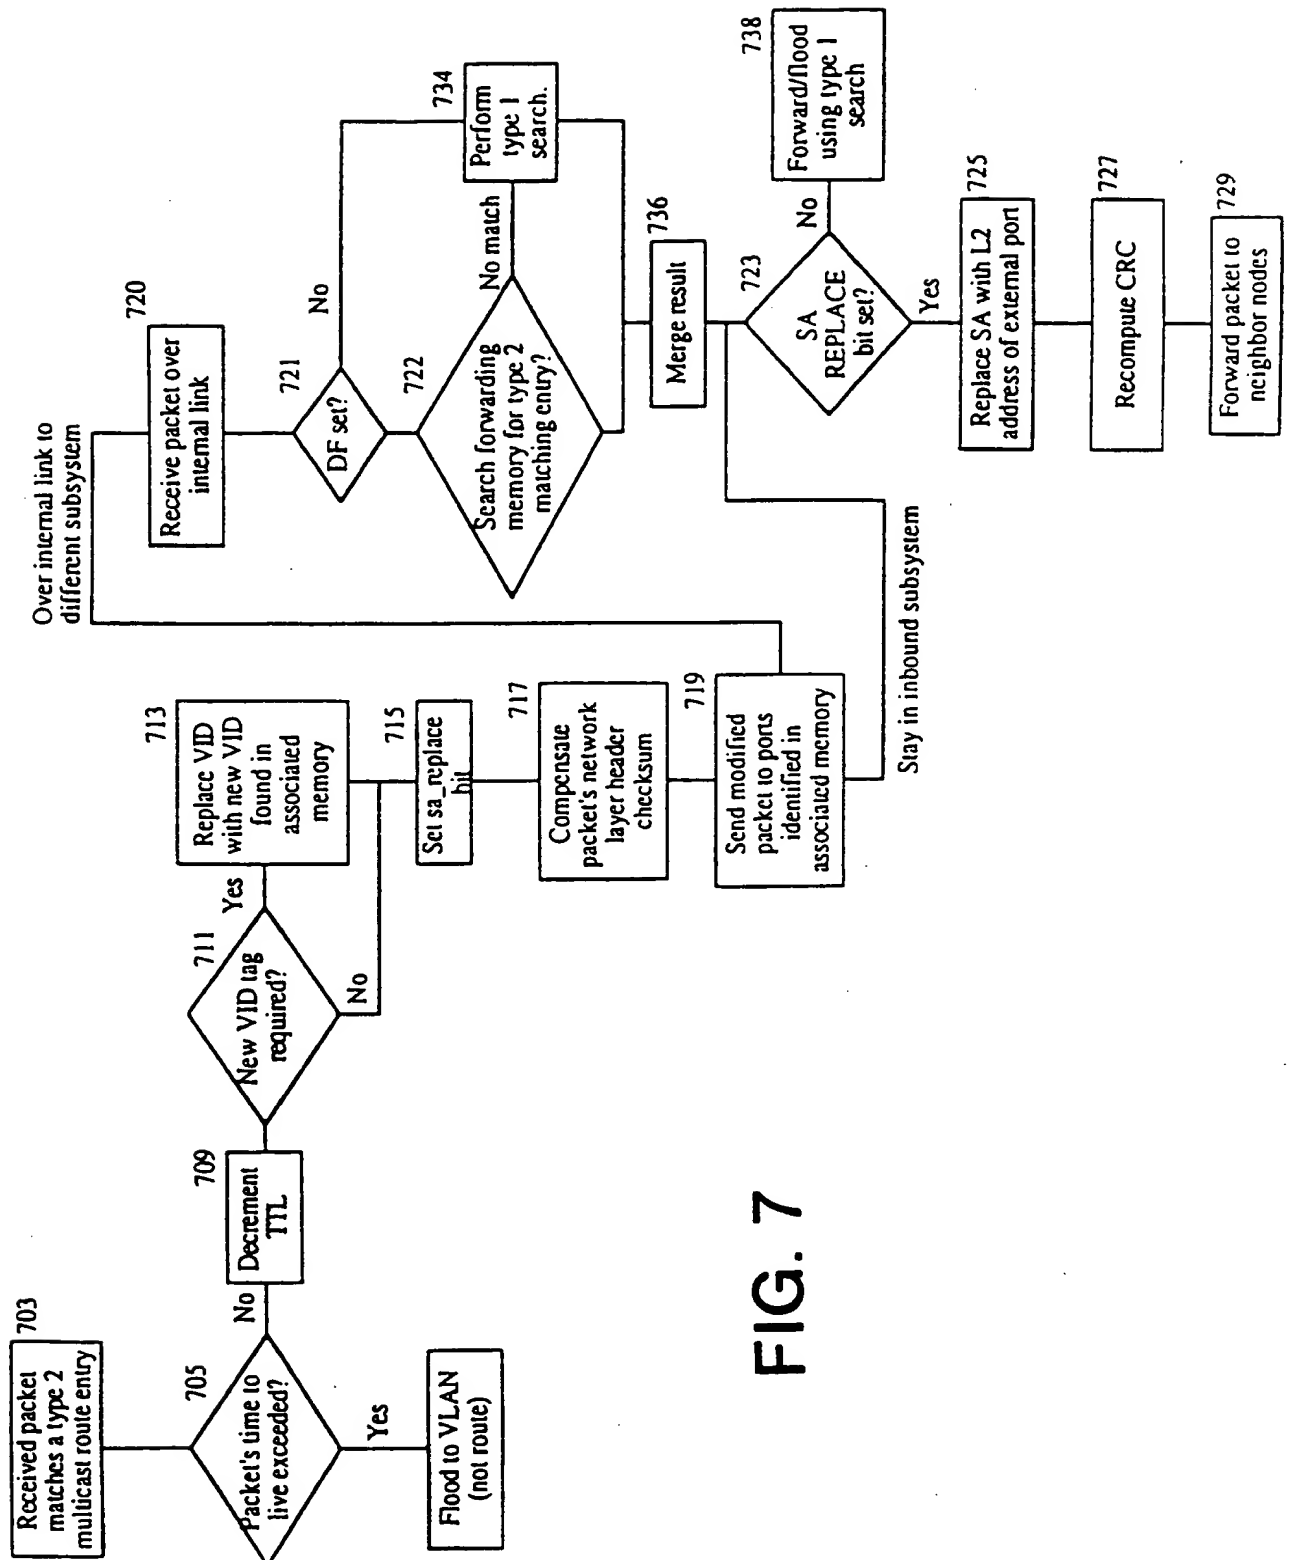 703
Received packet
matches a type 2
multicast route entry
705
Packet's time to
live exceeded?
Yes
Flood to VLAN
(not route)
No
709
Decrement
TTL
711
New VID tag
required?
Yes
No
713
Replace VID
with new VID
found in
associated
memory
715
Set sa_replace
bit
717
Compensate
packet's network
layer header
checksum
719
Send modified
packet to ports
identified in
associated memory
Over internal link to
different subsystem
Stay in inbound subsystem
720
Receive packet over
internal link
721
DF set?
No
722
Search forwarding
memory for type 2
matching entry?
No match
734
Perform
type 1
search.
736
Merge result
723
SA
REPLACE
bit set?
No
738
Forward/flood
using type 1
search
Yes
725
Replace SA with L2
address of external port
727
Recompute CRC
729
Forward packet to
neighbor nodes
FIG. 7